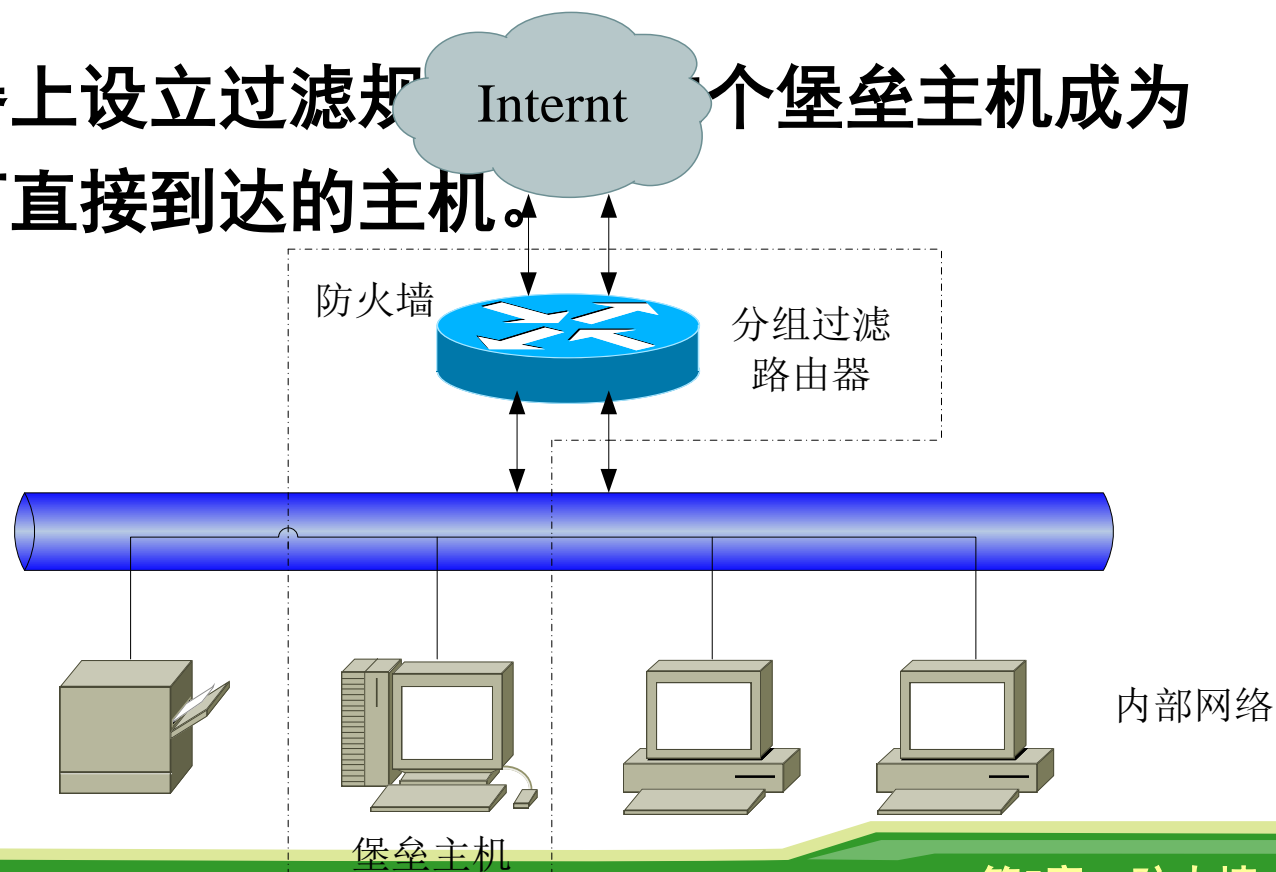 上设立过滤规 个堡垒主机成为
直接到达的主机。
Internt
防火墙
分组过滤
路由器
内部网络
堡垒主机